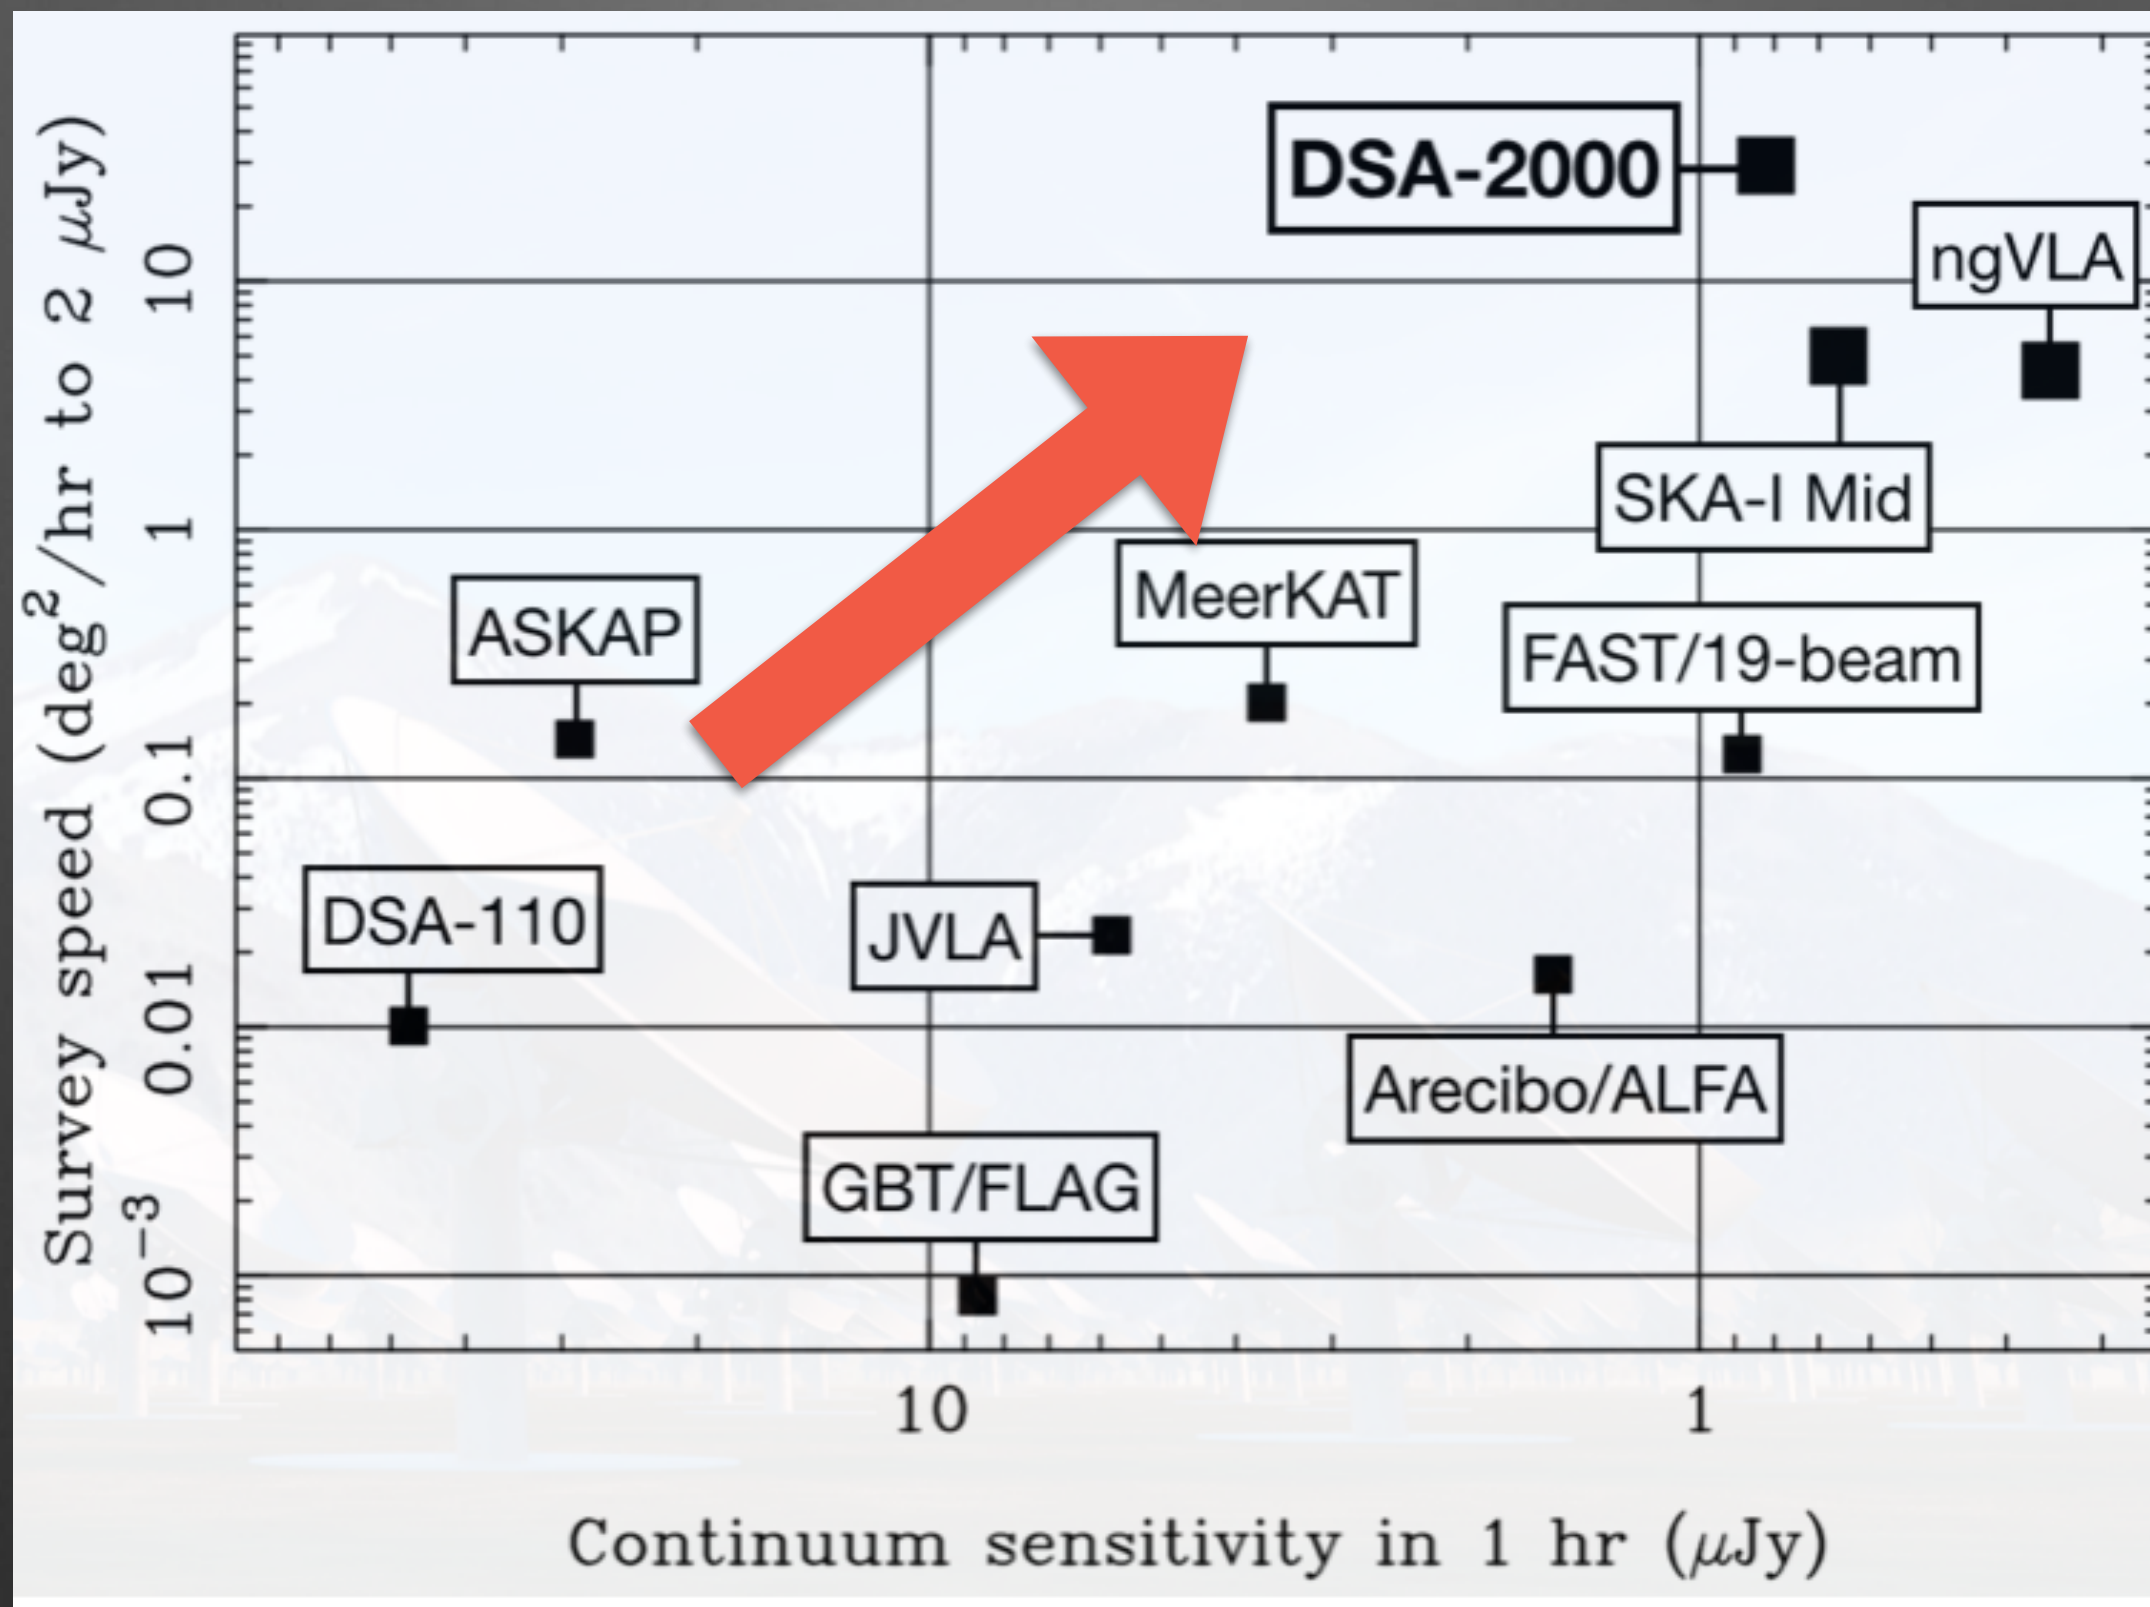 Survey speed (deg²/hr to 2 μJy)
10
1
0.1
0.01
10⁻³
DSA-2000
ngVLA
SKA-I Mid
MeerKAT
ASKAP
FAST/19-beam
DSA-110
JVLA
Arecibo/ALFA
GBT/FLAG
10
1
Continuum sensitivity in 1 hr (μJy)